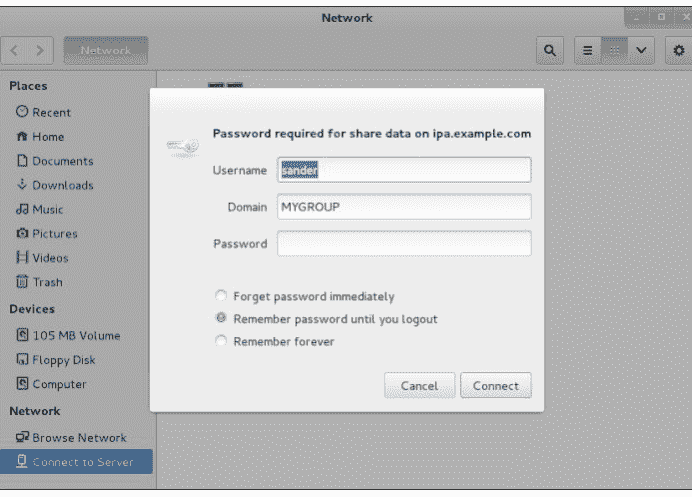 Network
Network
Places
Recent
Home
Documents
Downloads
Music
Pictures
Videos
Trash
Devices
105 MB Volume
Floppy Disk
Computer
Network
Browse Network
Connect to Server
Password required for share data on ipa.example.com
Username sander
Domain MYGROUP
Password
Forget password immediately
Remember password until you logout
Remember forever
Cancel Connect